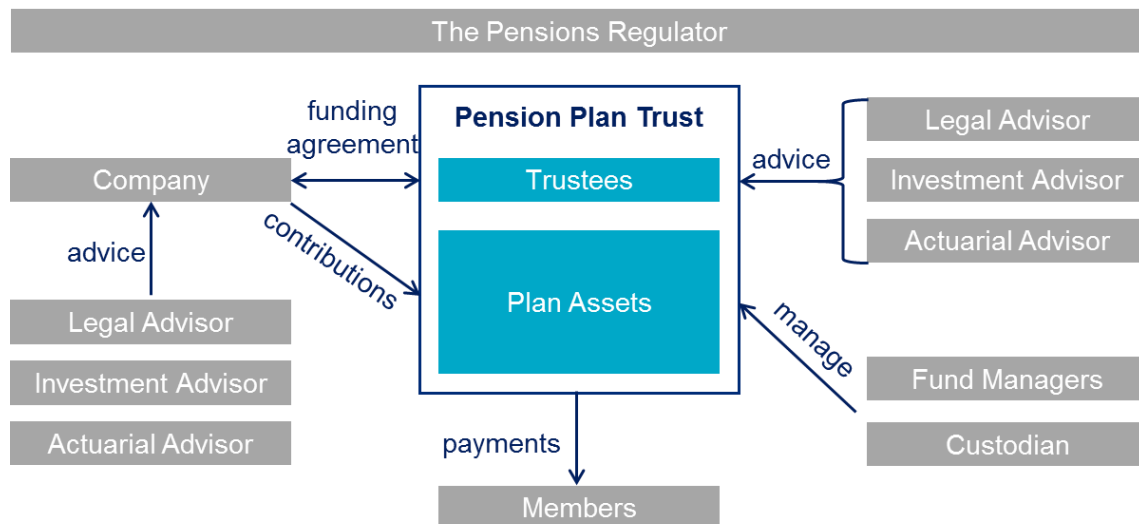 The Pensions Regulator
funding
agreement
Pension Plan Trust
Legal Advisor
Company
Trustees
advice
Investment Advisor
Actuarial Advisor
advice
contributions
Plan Assets
manage
Legal Advisor
Investment Advisor
Actuarial Advisor
Fund Managers
Custodian
payments
Members